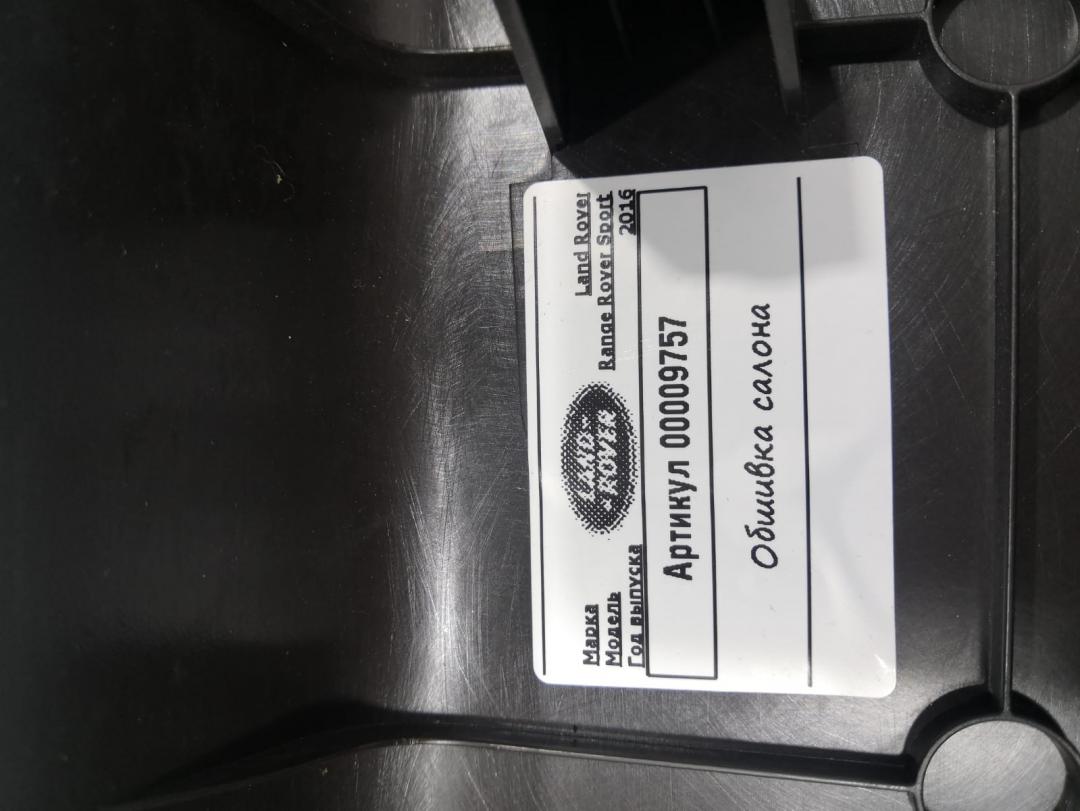 Марка Land Rover
Модель Range Rover Sport
Год выпуска 2016
LAND-
ROVER
Артикул 00009757
Обшивка салона